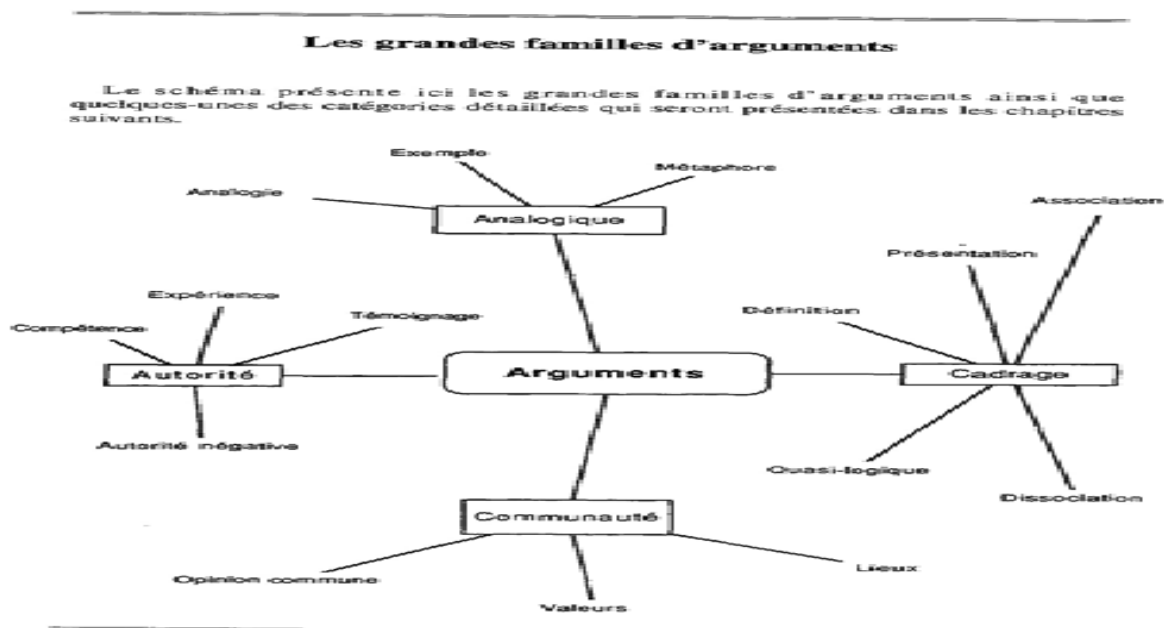 Les grandes familles d'arguments
Le schéma présente ici les grandes familles d'arguments ainsi que
quelques-unes des catégories détaillées qui seront présentées dans les chapitres
suivants.
Exemple
Métaphore
Analogie
Association
Analogique
Présentation
Expérience
Définition
Compétence
Témoignage
Autorité
Arguments
Cadrage
Autorité négative
Quasi-logique
Dissociation
Communauté
Opinion commune
Lieux
Valeurs